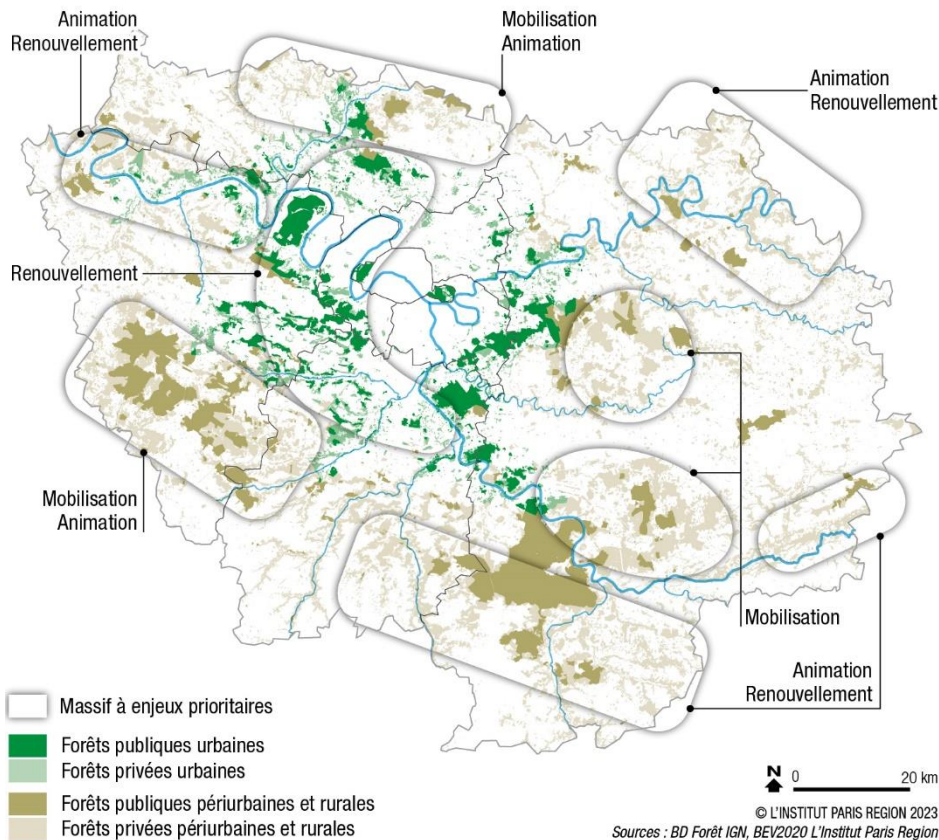 Animation
Renouvellement
Mobilisation
Animation
Animation
Renouvellement
Renouvellement
Mobilisation
Animation
Mobilisation
Animation
Renouvellement
Massif à enjeux prioritaires
Forêts publiques urbaines
Forêts privées urbaines
Forêts publiques périurbaines et rurales
Forêts privées périurbaines et rurales
N
0 20 km
© L'INSTITUT PARIS REGION 2023
Sources : BD Forêt IGN, BEV2020 L'Institut Paris Region